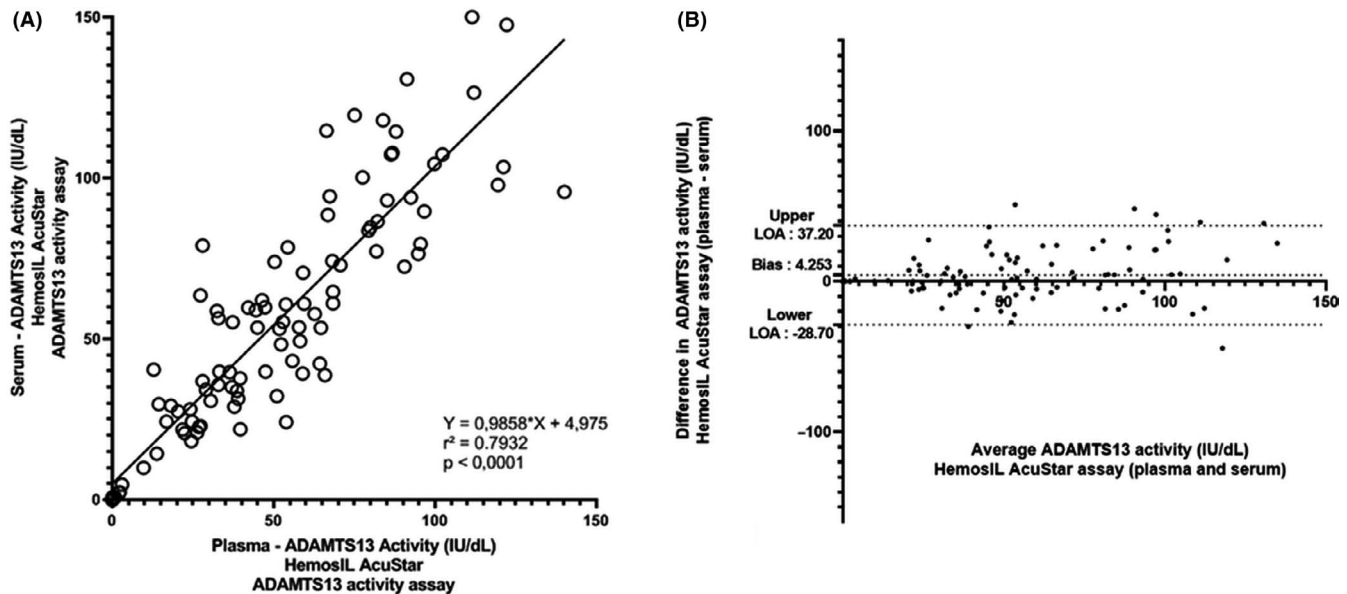 (A)
150
100
50
0
0
50
100
150
Serum - ADAMTS13 Activity (IU/dL)
HemosIL AcuStar
ADAMTS13 activity assay
Y = 0,9858*X + 4,975
r² = 0.7932
p < 0,0001
Plasma - ADAMTS13 Activity (IU/dL)
HemosIL AcuStar
ADAMTS13 activity assay
(B)
Difference in ADAMTS13 activity (IU/dL)
HemosIL AcuStar assay (plasma - serum)
100
Upper
LOA : 37.20
Bias : 4.253
0
50
100
150
Lower
LOA : -28.70
-100
Average ADAMTS13 activity (IU/dL)
HemosIL AcuStar assay (plasma and serum)